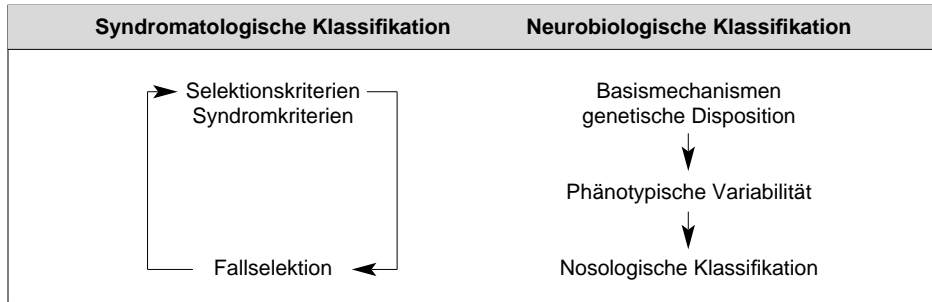 Syndromatologische Klassifikation
Neurobiologische Klassifikation
Selektionskriterien
Syndromkriterien
Fallselektion
Basismechanismen
genetische Disposition
Phänotypische Variabilität
Nosologische Klassifikation